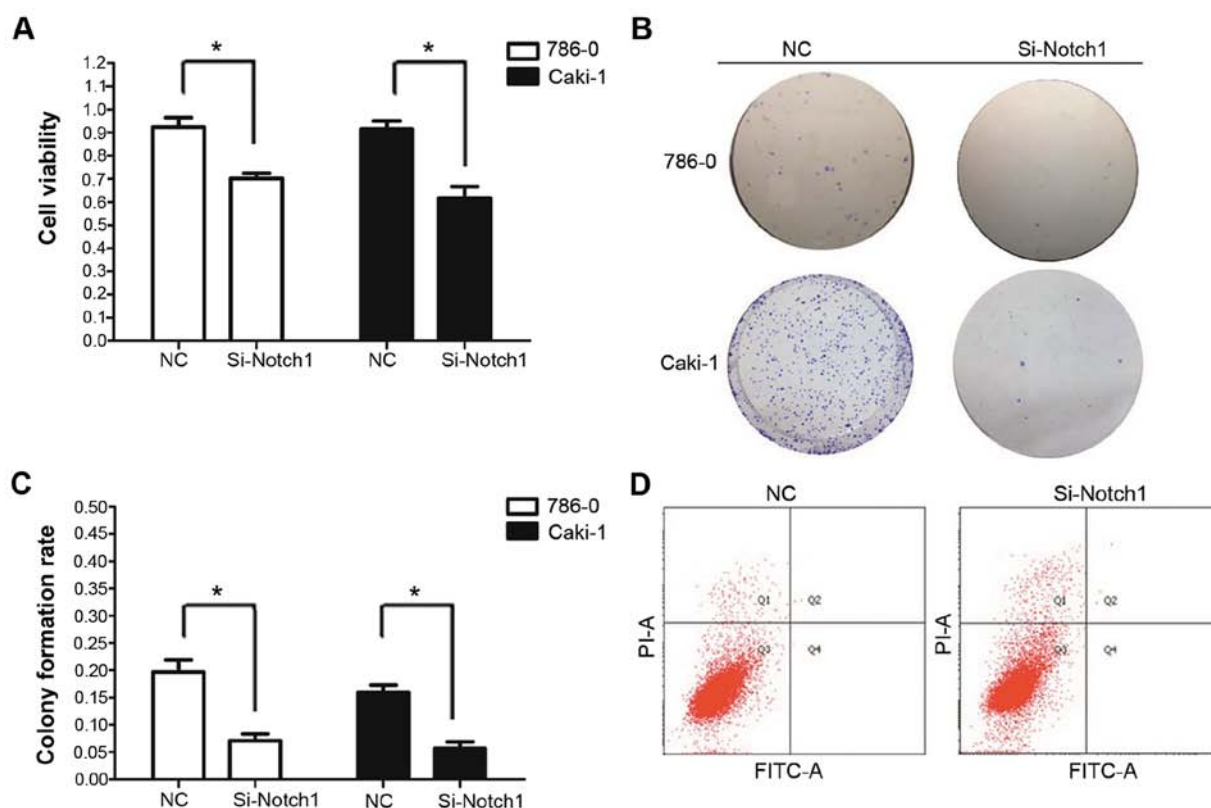 A
* *
786-0
Caki-1
Cell viability
1.2
1.1
1.0
0.9
0.8
0.7
0.6
0.5
0.4
0.3
0.2
0.1
0.0
NC Si-Notch1 NC Si-Notch1
B
NC Si-Notch1
786-0
Caki-1
C
* *
786-0
Caki-1
Colony formation rate
0.50
0.45
0.40
0.35
0.30
0.25
0.20
0.15
0.10
0.05
0.00
NC Si-Notch1 NC Si-Notch1
D
NC Si-Notch1
PI-A
Q1 Q2
Q3 Q4
FITC-A
PI-A
Q1 Q2
Q3 Q4
FITC-A